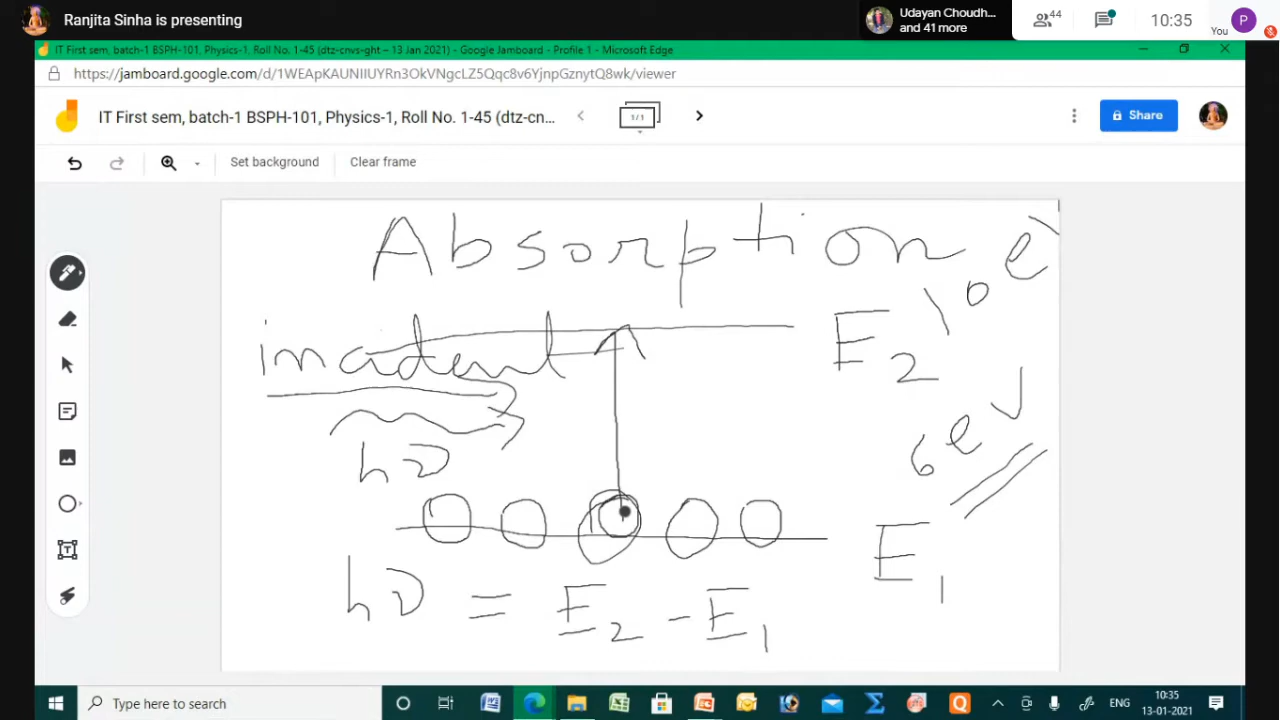 Ranjita Sinha is presenting
Udayan Choudh...
and 41 more
44
10:35
P
You
IT First sem, batch-1 BSPH-101, Physics-1, Roll No. 1-45 (dtz-cnvs-ght – 13 Jan 2021) - Google Jamboard - Profile 1 - Microsoft Edge
https://jamboard.google.com/d/1WEApKAUNIIUYRn3OkVNgcLZ5Qqc8v6YjnpGznytQ8wk/viewer
IT First sem, batch-1 BSPH-101, Physics-1, Roll No. 1-45 (dtz-cn...
1/1
Share
Set background
Clear frame
Absorption
10 e
incident
E2
hν
6 eV
E1
hν = E2 - E1
Type here to search
ENG
10:35
13-01-2021